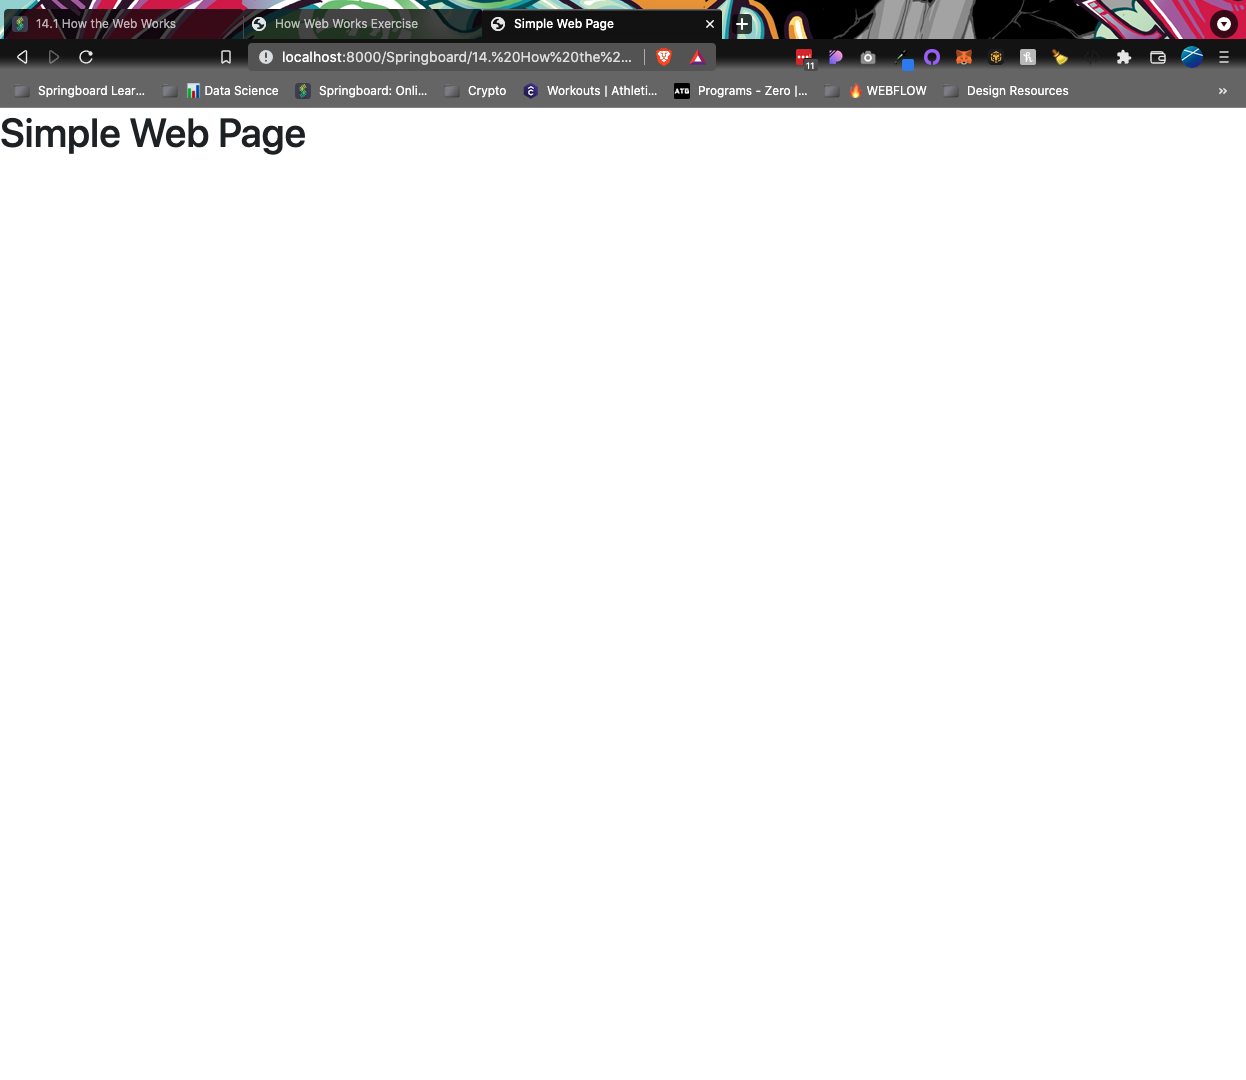 14.1 How the Web Works
How Web Works Exercise
Simple Web Page
localhost:8000/Springboard/14.%20How%20the%2...
11
Springboard Lear...
Data Science
Springboard: Onli...
Crypto
Workouts | Athleti...
ATG
Programs - Zero |...
WEBFLOW
Design Resources
Simple Web Page